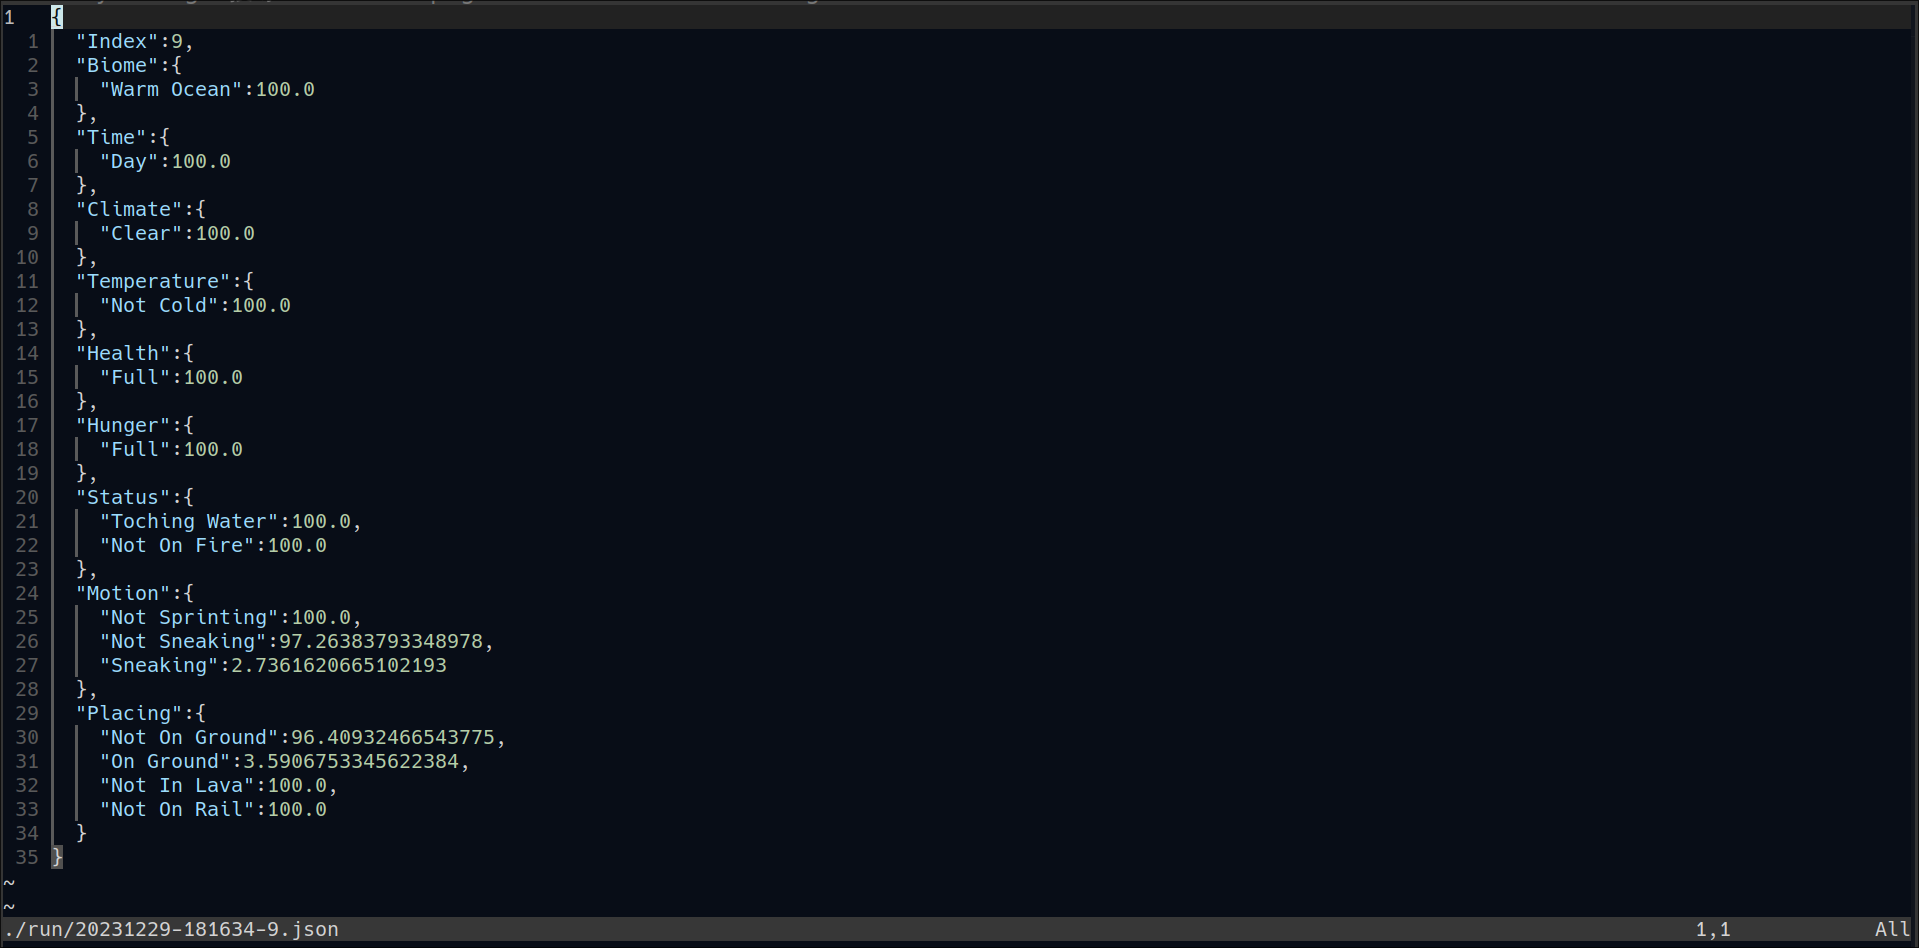 1 {
1 "Index":9,
2 "Biome":{
3 "Warm Ocean":100.0
4 },
5 "Time":{
6 "Day":100.0
7 },
8 "Climate":{
9 "Clear":100.0
10 },
11 "Temperature":{
12 "Not Cold":100.0
13 },
14 "Health":{
15 "Full":100.0
16 },
17 "Hunger":{
18 "Full":100.0
19 },
20 "Status":{
21 "Toching Water":100.0,
22 "Not On Fire":100.0
23 },
24 "Motion":{
25 "Not Sprinting":100.0,
26 "Not Sneaking":97.26383793348978,
27 "Sneaking":2.7361620665102193
28 },
29 "Placing":{
30 "Not On Ground":96.40932466543775,
31 "On Ground":3.5906753345622384,
32 "Not In Lava":100.0,
33 "Not On Rail":100.0
34 }
35 }
~
~
./run/20231229-181634-9.json 1,1 All